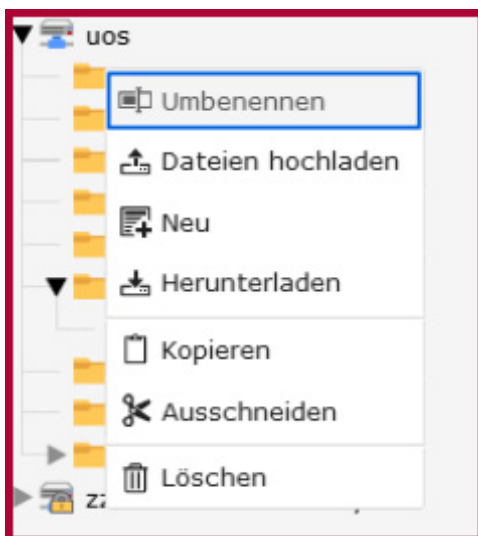 uos
Umbenennen
Dateien hochladen
Neu
Herunterladen
Kopieren
Ausschneiden
Löschen